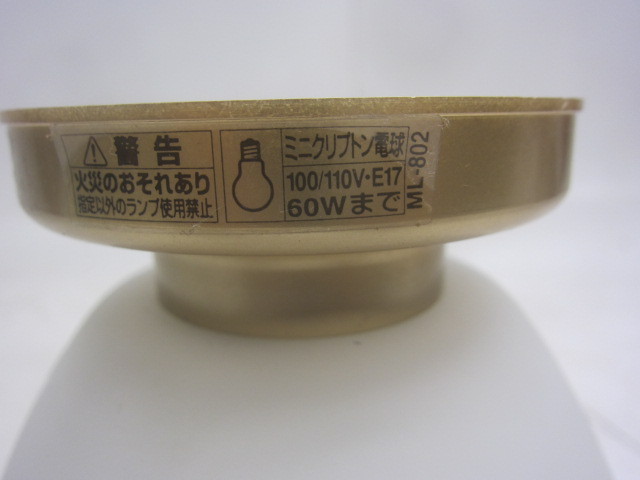 警告
火災のおそれあり
指定以外のランプ使用禁止
ミニクリプトン電球
100/110V・E17
60Wまで
ML-802